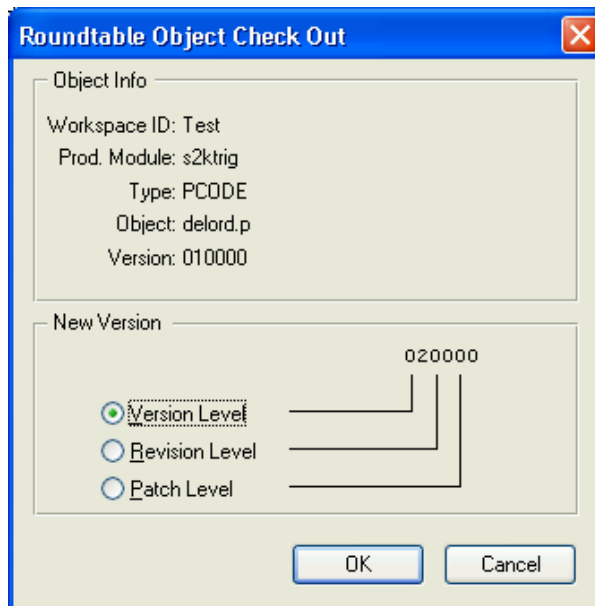 Roundtable Object Check Out
Object Info
Workspace ID: Test
Prod. Module: s2ktrig
Type: PCODE
Object: delord.p
Version: 010000
New Version
020000
Version Level
Revision Level
Patch Level
OK Cancel